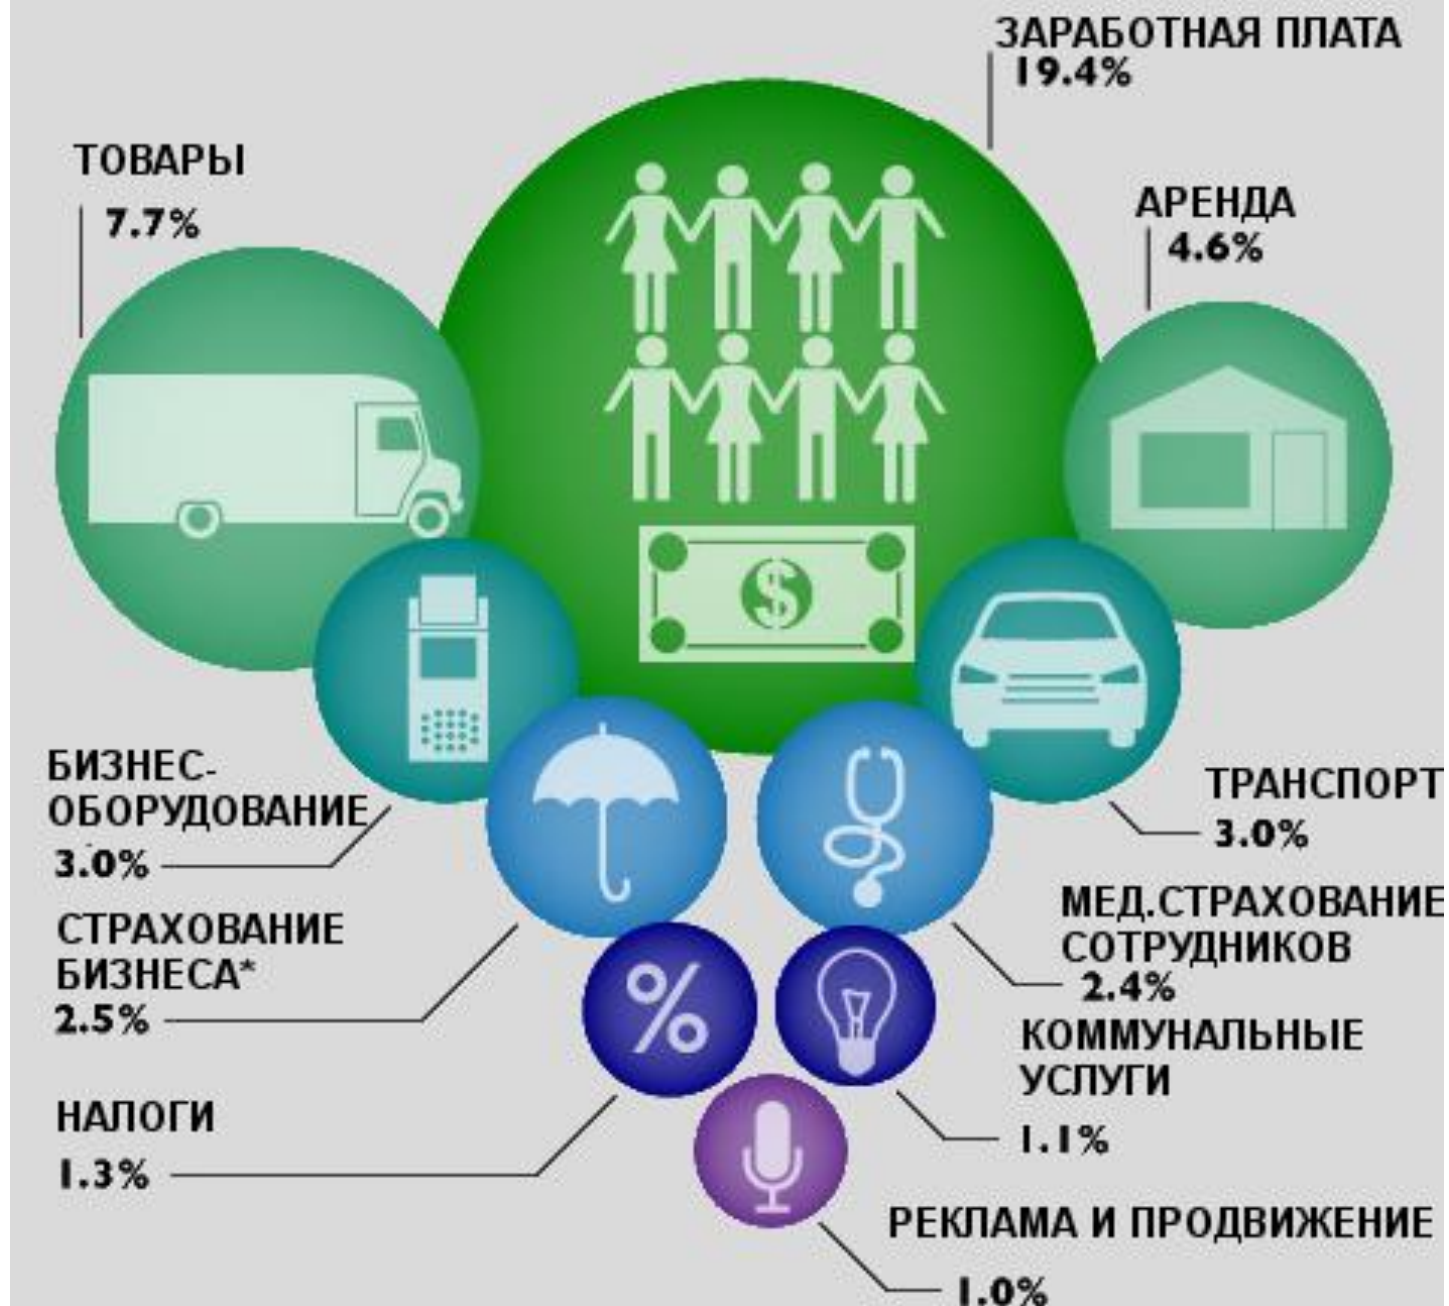 ЗАРАБОТНАЯ ПЛАТА
19.4%
ТОВАРЫ
7.7%
АРЕНДА
4.6%
$
БИЗНЕС-
ОБОРУДОВАНИЕ
3.0%
ТРАНСПОРТ
3.0%
СТРАХОВАНИЕ
БИЗНЕСА*
2.5%
МЕД.СТРАХОВАНИЕ
СОТРУДНИКОВ
2.4%
%
КОММУНАЛЬНЫЕ
УСЛУГИ
1.1%
НАЛОГИ
1.3%
РЕКЛАМА И ПРОДВИЖЕНИЕ
1.0%